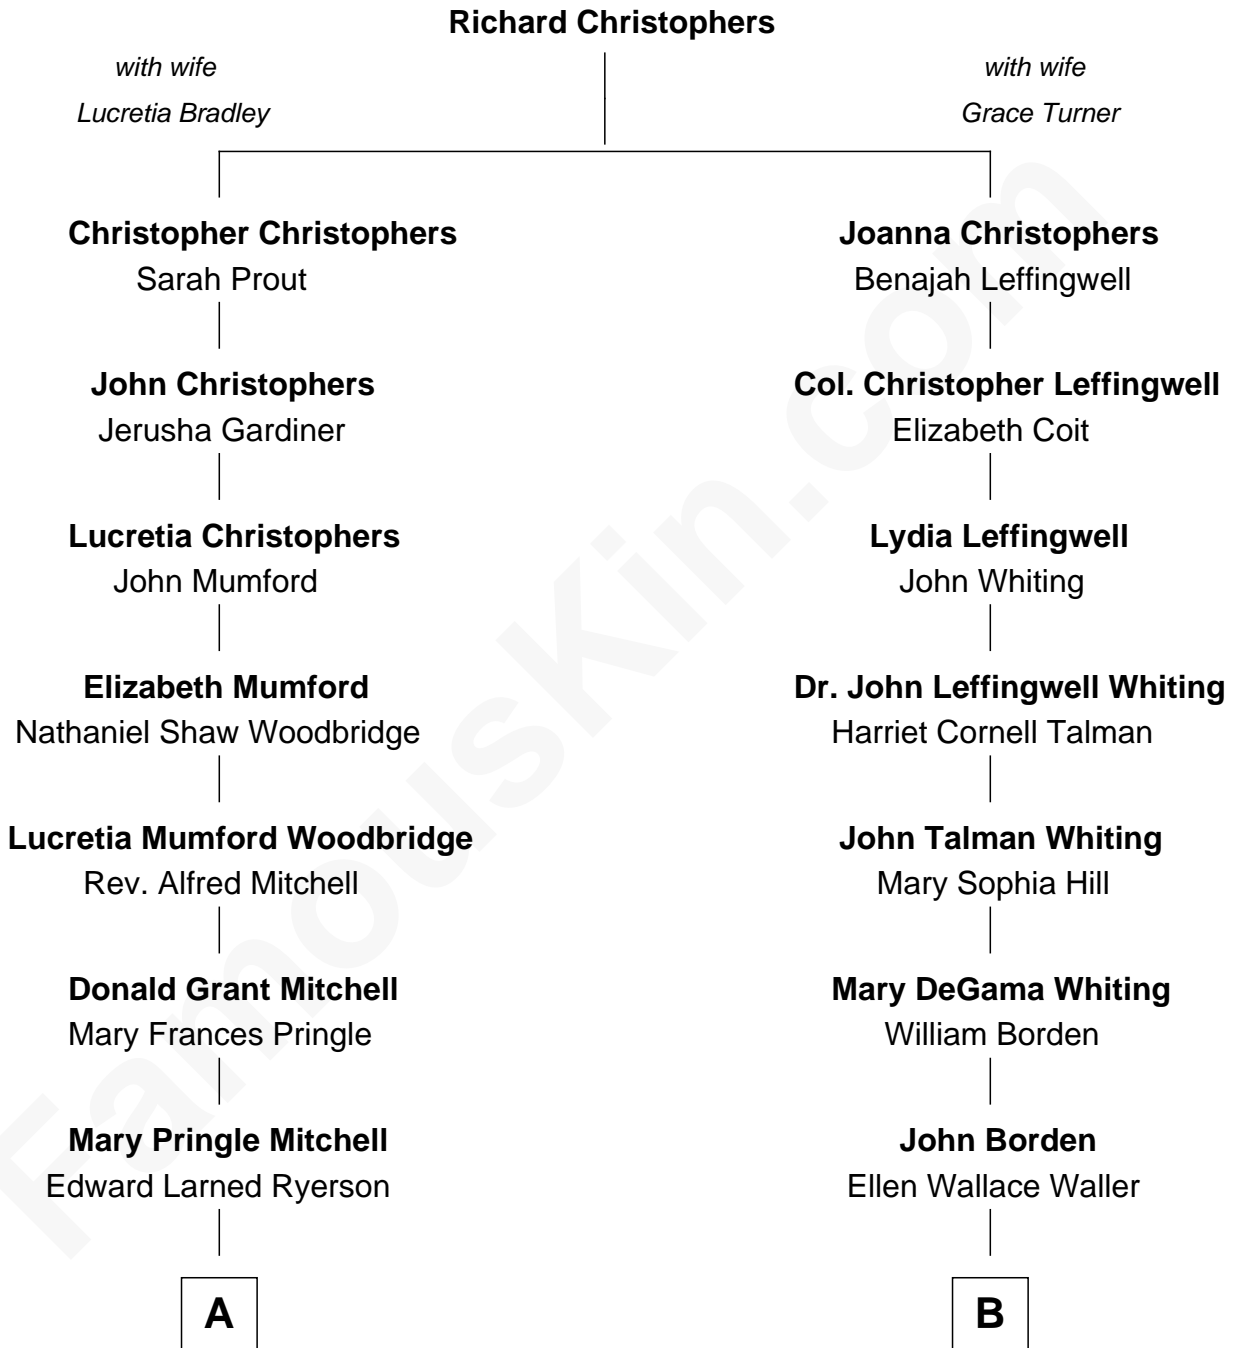 Richard Christophers
with wife
Lucretia Bradley
with wife
Grace Turner
Christopher Christophers
Sarah Prout
Joanna Christophers
Benajah Leffingwell
John Christophers
Jerusha Gardiner
Col. Christopher Leffingwell
Elizabeth Coit
Lucretia Christophers
John Mumford
Lydia Leffingwell
John Whiting
Elizabeth Mumford
Nathaniel Shaw Woodbridge
Dr. John Leffingwell Whiting
Harriet Cornell Talman
Lucretia Mumford Woodbridge
Rev. Alfred Mitchell
John Talman Whiting
Mary Sophia Hill
Donald Grant Mitchell
Mary Frances Pringle
Mary DeGama Whiting
William Borden
Mary Pringle Mitchell
Edward Larned Ryerson
John Borden
Ellen Wallace Waller
A
B
FamousKin.com